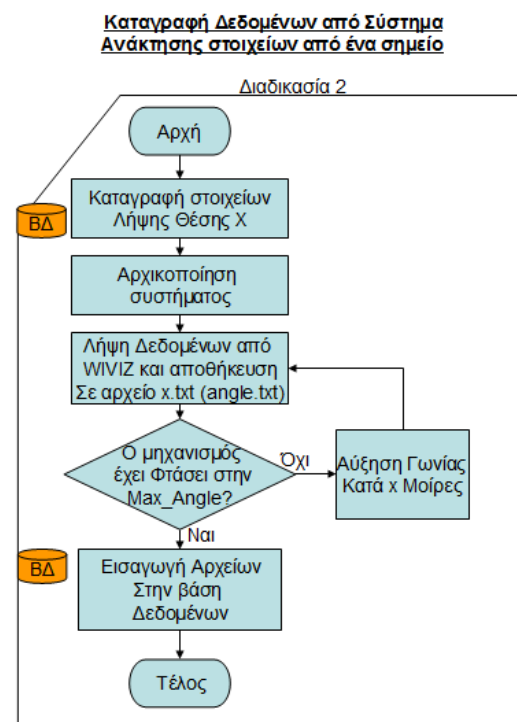 Καταγραφή Δεδομένων από Σύστημα
Ανάκτησης στοιχείων από ένα σημείο
Διαδικασία 2
Αρχή
Καταγραφή στοιχείων
Λήψης Θέσης Χ
ΒΔ
Αρχικοποίηση
συστήματος
Λήψη Δεδομένων από
WIVIZ και αποθήκευση
Σε αρχείο x.txt (angle.txt)
Ο μηχανισμός
έχει Φτάσει στην
Max_Angle?
Όχι
Αύξηση Γωνίας
Κατά x Μοίρες
Ναι
ΒΔ
Εισαγωγή Αρχείων
Στην βάση
Δεδομένων
Τέλος